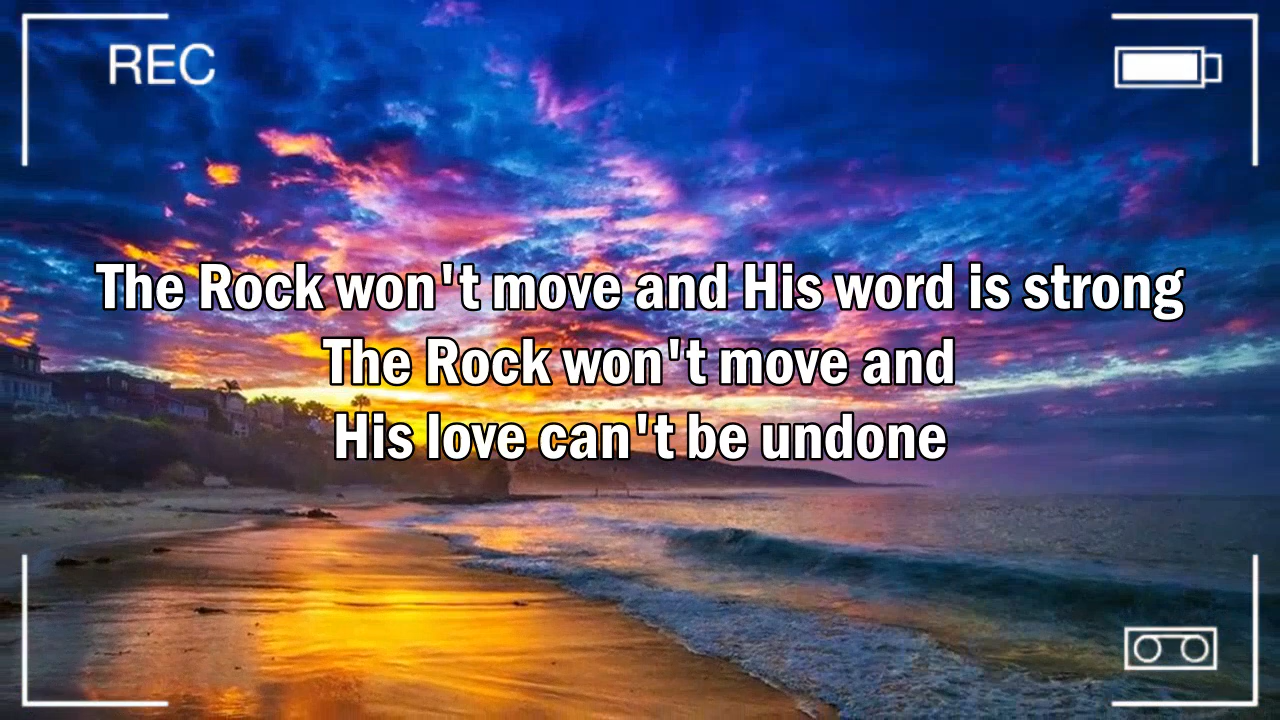 REC
The Rock won't move and His word is strong
The Rock won't move and
His love can't be undone